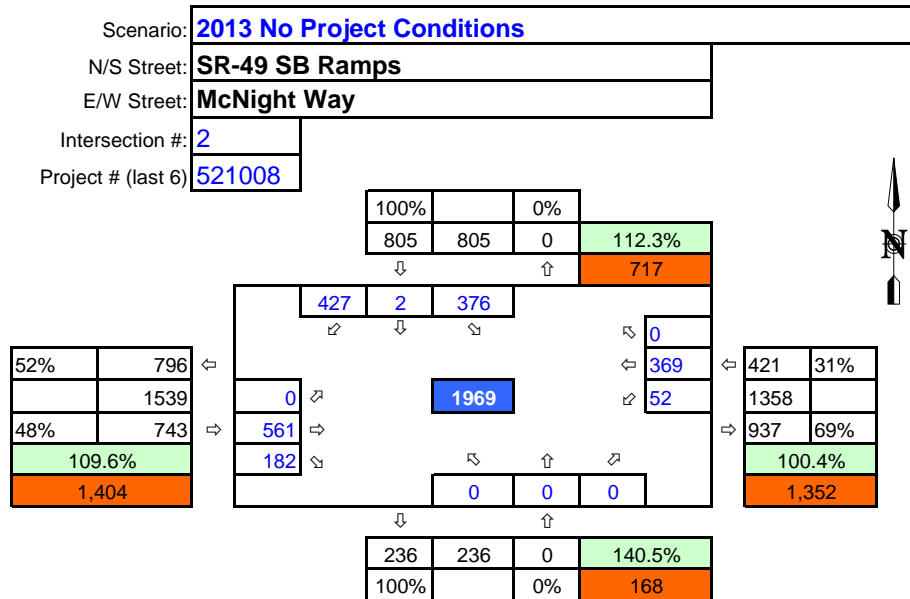 Scenario: 2013 No Project Conditions
N/S Street: SR-49 SB Ramps
E/W Street: McNight Way
Intersection #: 2
Project # (last 6) 521008
N
100% 0%
805 805 0 112.3%
⇩ ⇧ 717
427 2 376
⬃ ⇩ ⬂
⬁ 0
52% 796 ⇦ ⇦ 369 ⇦ 421 31%
1539 0 ⬀ 1969 ⬃ 52 1358
48% 743 ⇨ 561 ⇨ ⇨ 937 69%
109.6% 182 ⬂ ⬁ ⇧ ⬀ 100.4%
1,404 0 0 0 1,352
⇩ ⇧
236 236 0 140.5%
100% 0% 168